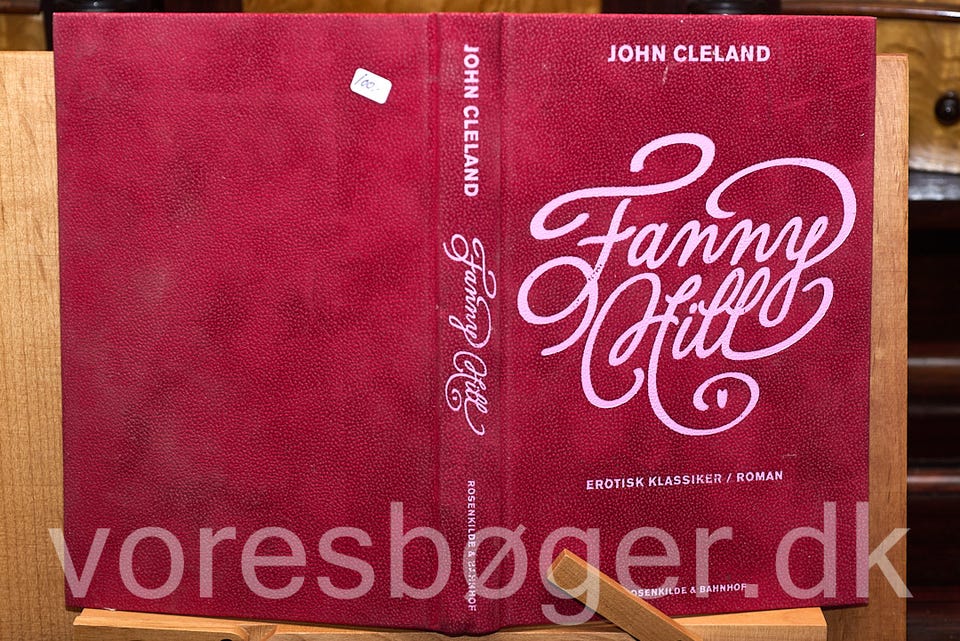 100,-
JOHN CLELAND
Fanny Hill
ROSENKILDE & BAHNHOF
JOHN CLELAND
Fanny
Hill
EROTISK KLASSIKER / ROMAN
ROSENKILDE & BAHNHOF
voresbøger.dk